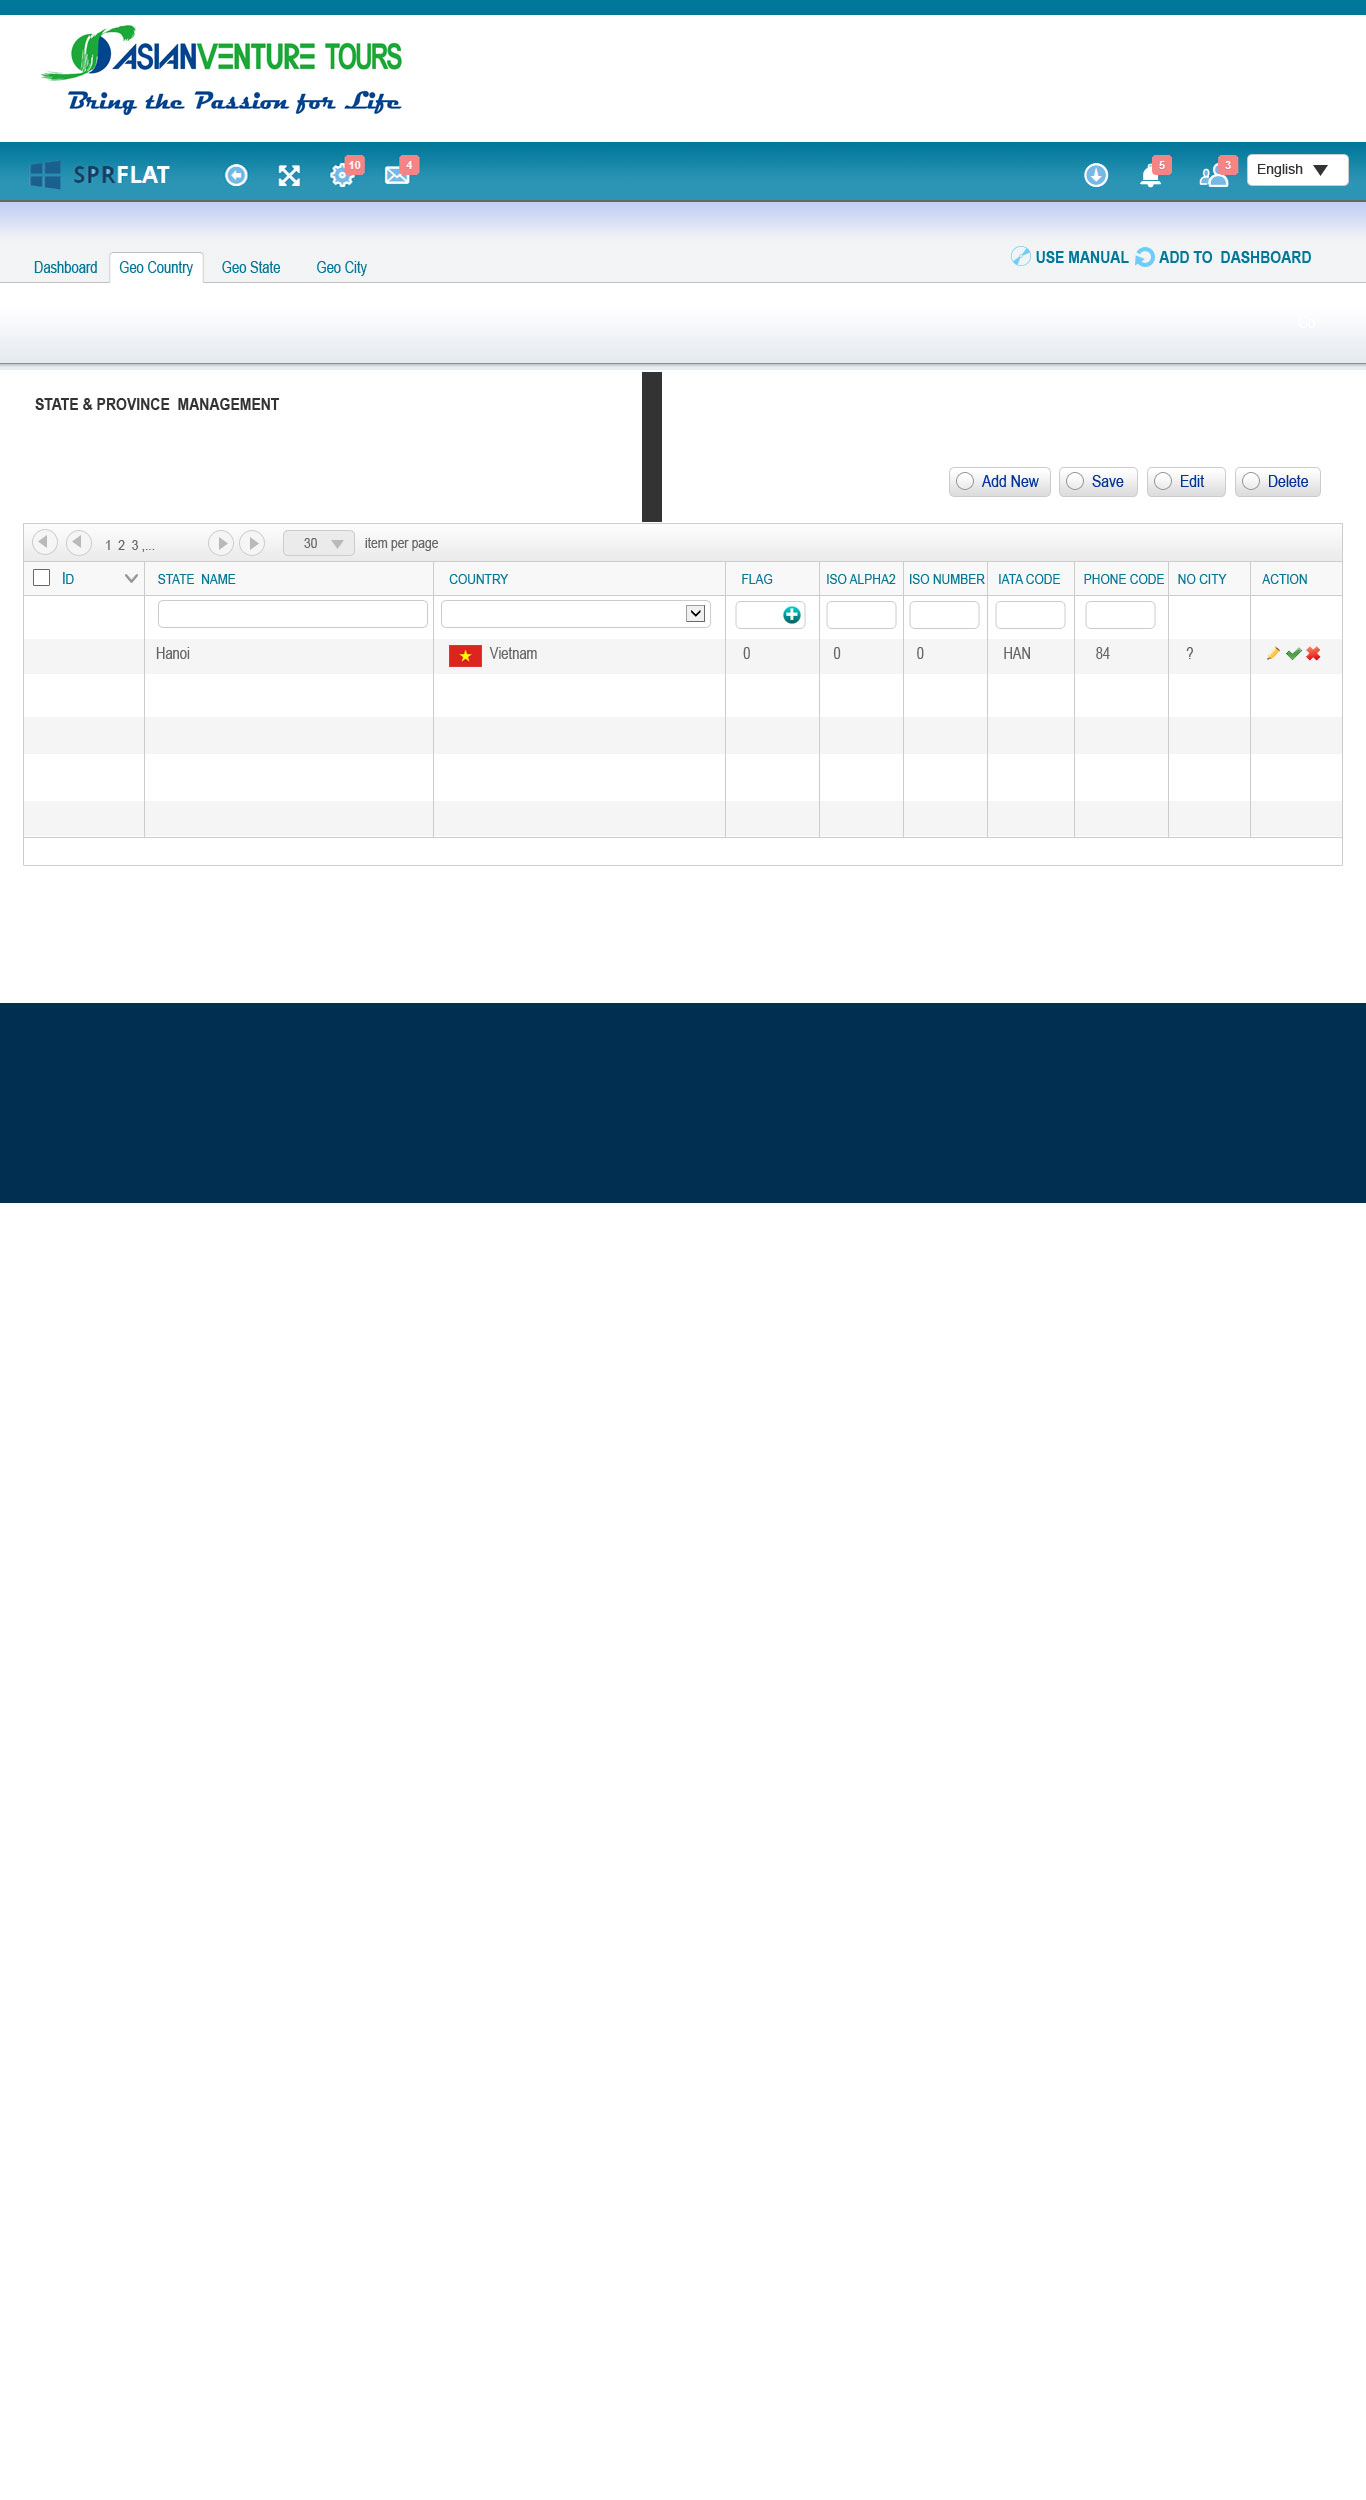 ASIANVENTURE TOURS
Bring the Passion for Life
SPRFLAT
10
4
5
3
English
Dashboard Geo Country Geo State Geo City
USE MANUAL ADD TO DASHBOARD
Go
STATE & PROVINCE MANAGEMENT
Add New Save Edit Delete
1 2 3 ,... 30 item per page
ID STATE NAME COUNTRY FLAG ISO ALPHA2 ISO NUMBER IATA CODE PHONE CODE NO CITY ACTION
Hanoi Vietnam 0 0 0 HAN 84 ?